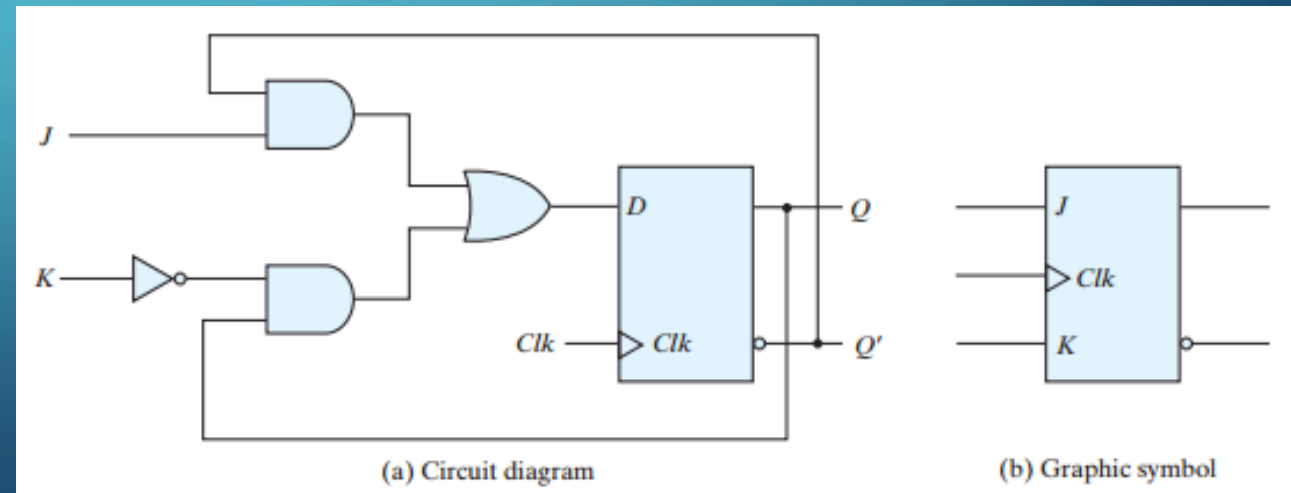 J
K
D
Q
Clk
Clk
Q'
(a) Circuit diagram
J
Clk
K
(b) Graphic symbol